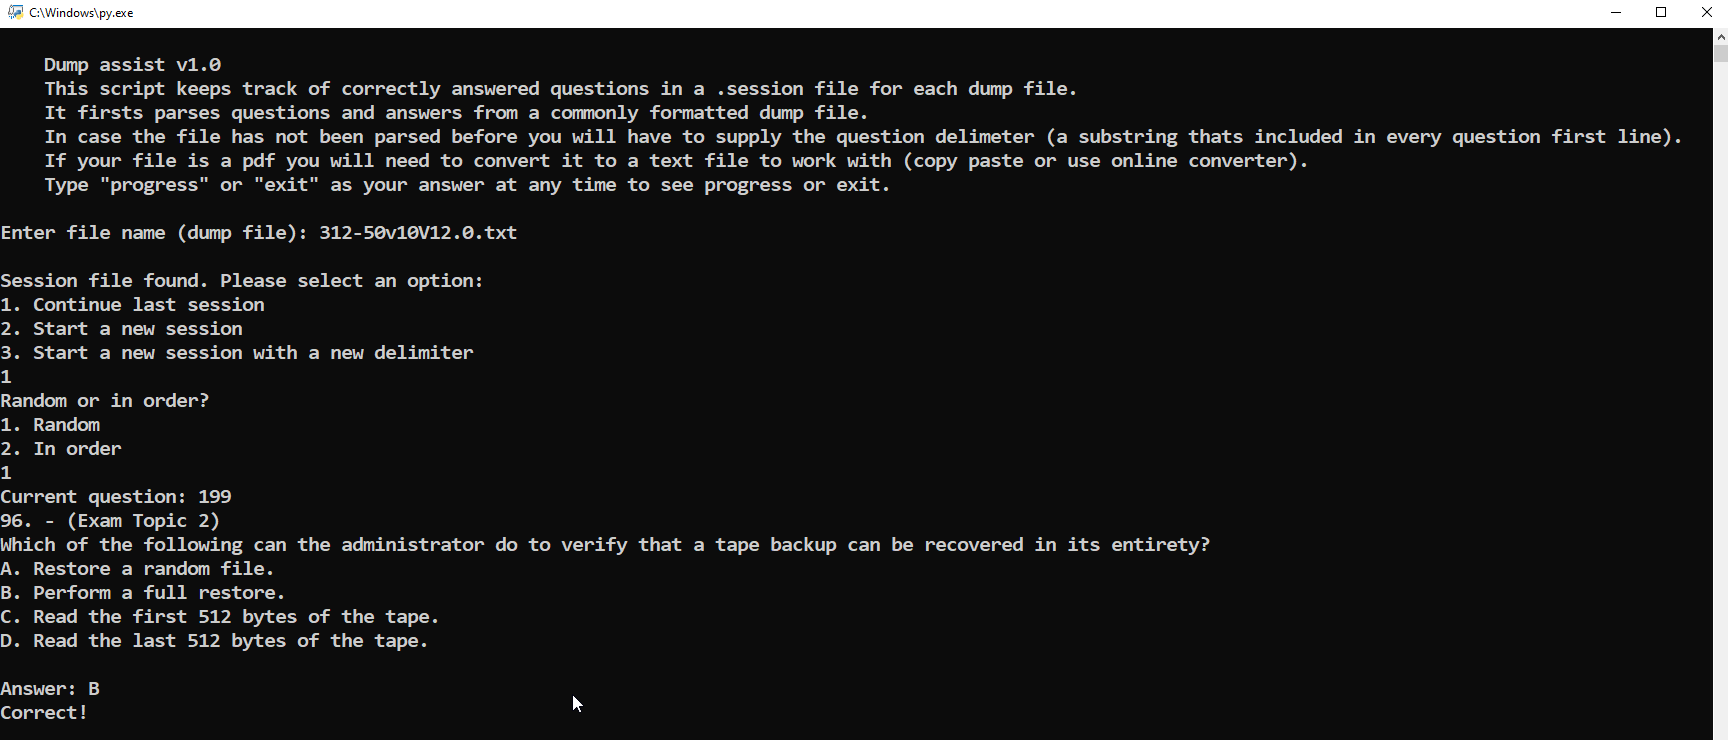 C:\Windows\py.exe
Dump assist v1.0
This script keeps track of correctly answered questions in a .session file for each dump file.
It firsts parses questions and answers from a commonly formatted dump file.
In case the file has not been parsed before you will have to supply the question delimeter (a substring thats included in every question first line).
If your file is a pdf you will need to convert it to a text file to work with (copy paste or use online converter).
Type "progress" or "exit" as your answer at any time to see progress or exit.
Enter file name (dump file): 312-50v10V12.0.txt
Session file found. Please select an option:
1. Continue last session
2. Start a new session
3. Start a new session with a new delimiter
1
Random or in order?
1. Random
2. In order
1
Current question: 199
96. - (Exam Topic 2)
Which of the following can the administrator do to verify that a tape backup can be recovered in its entirety?
A. Restore a random file.
B. Perform a full restore.
C. Read the first 512 bytes of the tape.
D. Read the last 512 bytes of the tape.
Answer: B
Correct!